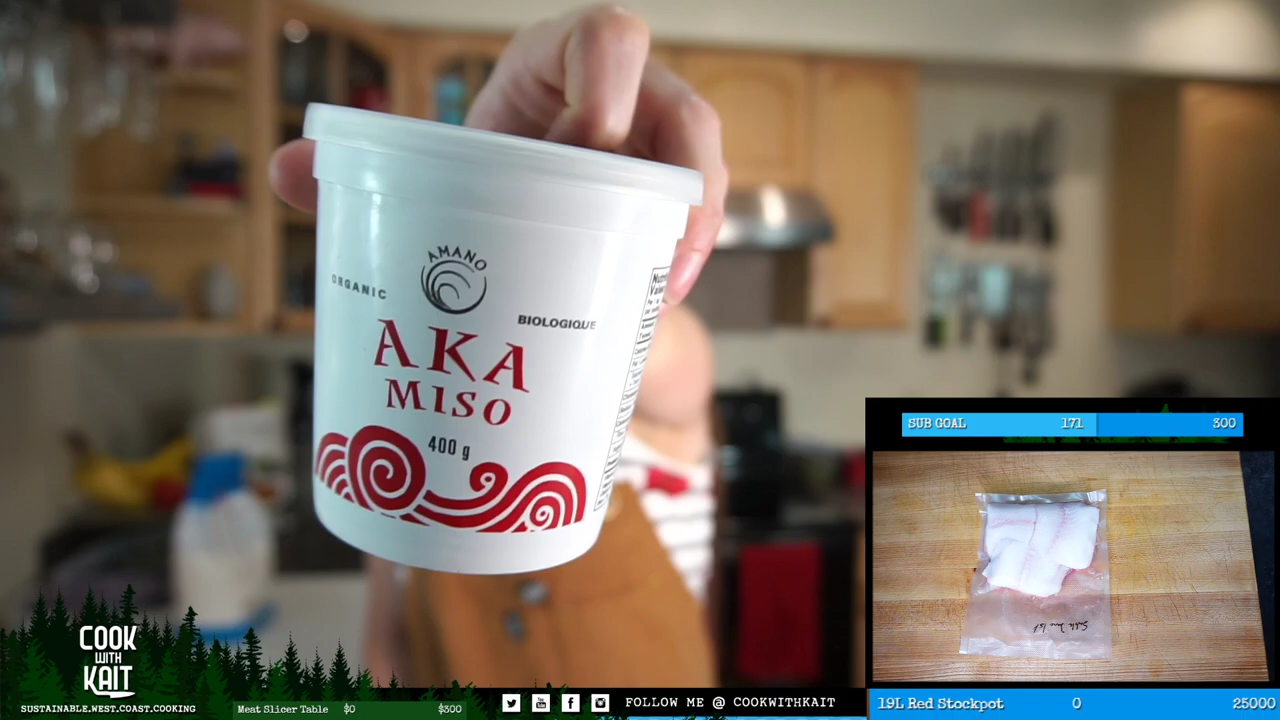 AMANO
ORGANIC
BIOLOGIQUE
AKA
MISO
400 g
SUB GOAL 171 300
COOK
WITH
KAIT
SUSTAINABLE.WEST.COAST.COOKING
Meat Slicer Table $0 $300
FOLLOW ME @ COOKWITHKAIT
19L Red Stockpot 0 25000